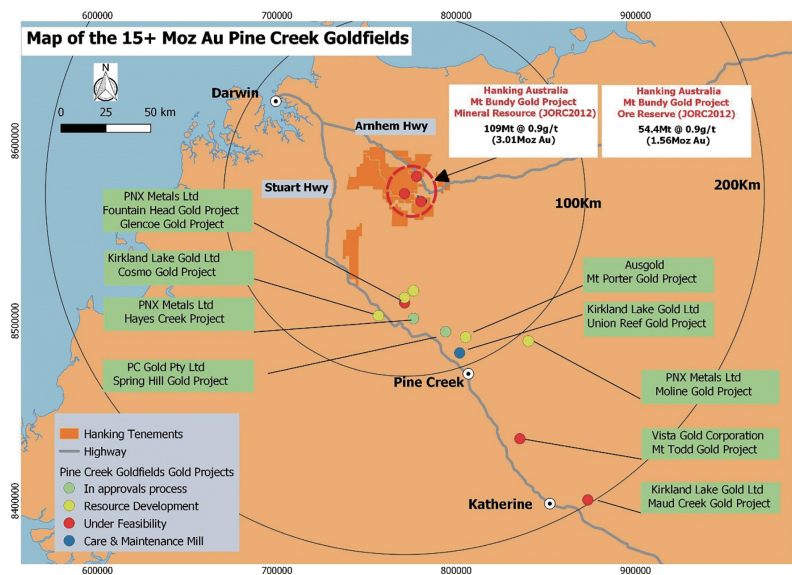 600000
700000
800000
900000
Map of the 15+ Moz Au Pine Creek Goldfields
N
0
25
50 km
Darwin
Arnhem Hwy
Stuart Hwy
Hanking Australia
Mt Bundy Gold Project
Mineral Resource (JORC2012)
109Mt @ 0.9g/t
(3.01Moz Au)
Hanking Australia
Mt Bundy Gold Project
Ore Reserve (JORC2012)
54.4mt @ 0.9g/t
(1.56Moz Au)
8600000
200Km
100Km
PNX Metals Ltd
Fountain Head Gold Project
Glencoe Gold Project
Kirkland Lake Gold Ltd
Cosmo Gold Project
PNX Metals Ltd
Hayes Creek Project
PC Gold Pty Ltd
Spring Hill Gold Project
8500000
Ausgold
Mt Porter Gold Project
Kirkland Lake Gold Ltd
Union Reef Gold Project
Pine Creek
PNX Metals Ltd
Moline Gold Project
Vista Gold Corporation
Mt Todd Gold Project
Kirkland Lake Gold Ltd
Maud Creek Gold Project
Katherine
8400000
Hanking Tenements
Highway
Pine Creek Goldfields Gold Projects
In approvals process
Resource Development
Under Feasibility
Care & Maintenance Mill
600000
700000
800000
900000